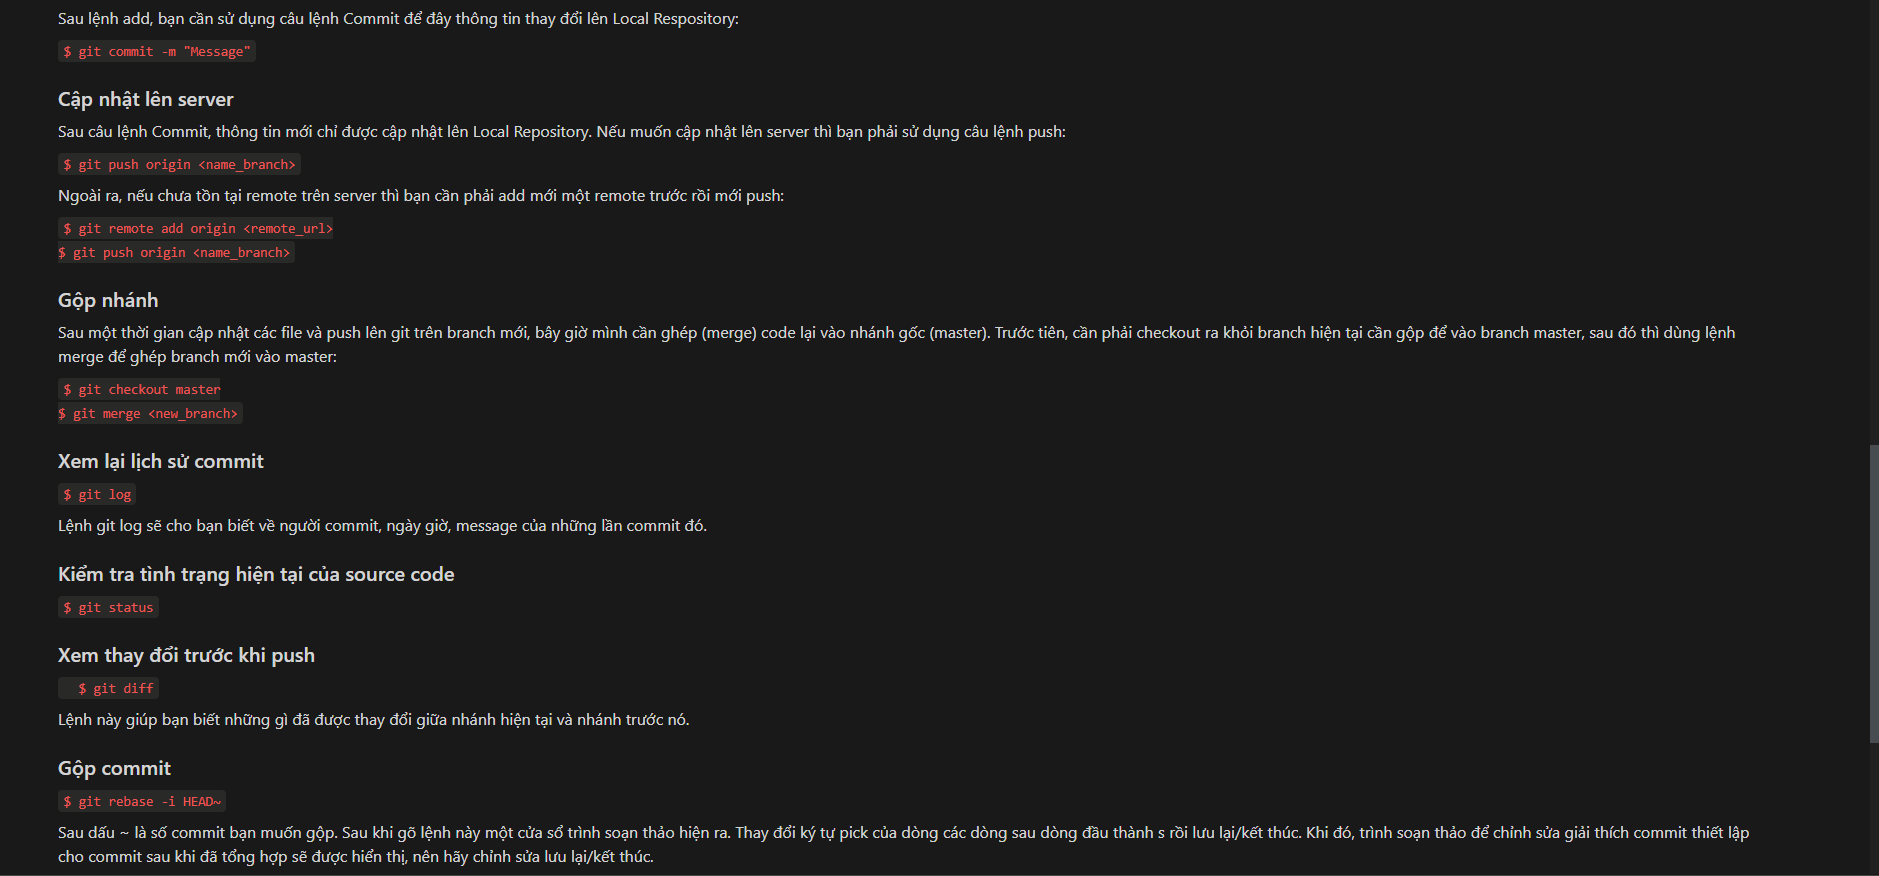 Sau lệnh add, bạn cần sử dụng câu lệnh Commit để đây thông tin thay đổi lên Local Respository:
$ git commit -m "Message"
Cập nhật lên server
Sau câu lệnh Commit, thông tin mới chỉ được cập nhật lên Local Repository. Nếu muốn cập nhật lên server thì bạn phải sử dụng câu lệnh push:
$ git push origin <name_branch>
Ngoài ra, nếu chưa tồn tại remote trên server thì bạn cần phải add mới một remote trước rồi mới push:
$ git remote add origin <remote_url>
$ git push origin <name_branch>
Gộp nhánh
Sau một thời gian cập nhật các file và push lên git trên branch mới, bây giờ mình cần ghép (merge) code lại vào nhánh gốc (master). Trước tiên, cần phải checkout ra khỏi branch hiện tại cần gộp để vào branch master, sau đó thì dùng lệnh
merge để ghép branch mới vào master:
$ git checkout master
$ git merge <new_branch>
Xem lại lịch sử commit
$ git log
Lệnh git log sẽ cho bạn biết về người commit, ngày giờ, message của những lần commit đó.
Kiểm tra tình trạng hiện tại của source code
$ git status
Xem thay đổi trước khi push
$ git diff
Lệnh này giúp bạn biết những gì đã được thay đổi giữa nhánh hiện tại và nhánh trước nó.
Gộp commit
$ git rebase -i HEAD~
Sau dấu ~ là số commit bạn muốn gộp. Sau khi gõ lệnh này một cửa sổ trình soạn thảo hiện ra. Thay đổi ký tự pick của dòng các dòng sau dòng đầu thành s rồi lưu lại/kết thúc. Khi đó, trình soạn thảo để chỉnh sửa giải thích commit thiết lập
cho commit sau khi đã tổng hợp sẽ được hiển thị, nên hãy chỉnh sửa lưu lại/kết thúc.